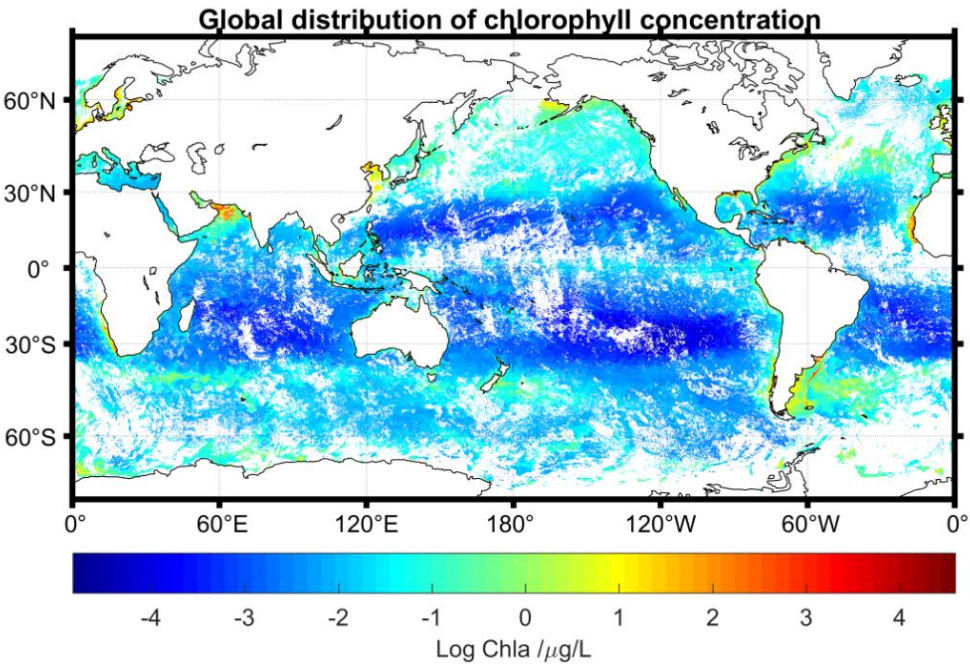 Global distribution of chlorophyll concentration
60°N
30°N
0°
30°S
60°S
0° 60°E 120°E 180° 120°W 60°W 0°
-4 -3 -2 -1 0 1 2 3 4
Log Chla /μg/L